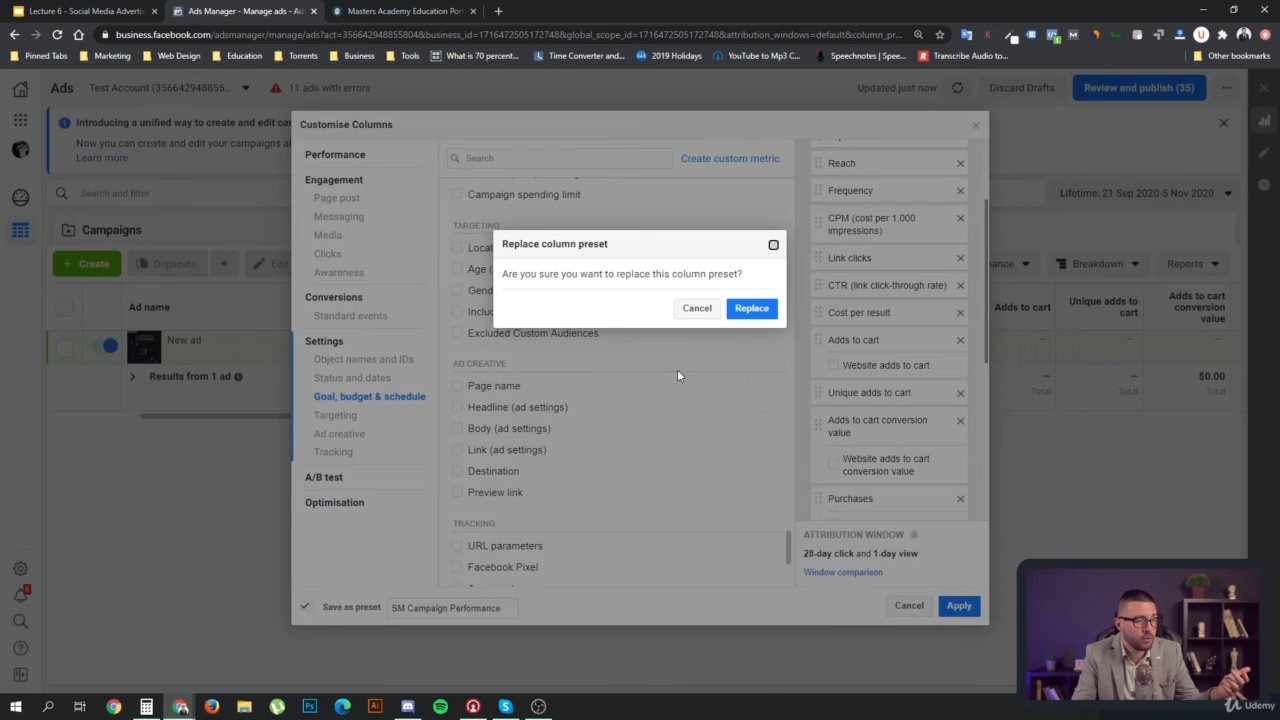 Lecture 6 - Social Media Adverti
Ads Manager - Manage ads - Ad
Masters Academy Education Por
business.facebook.com/adsmanager/manage/ads?act=356642948855804&business_id=1716472505172748&global_scope_id=1716472505172748&attribution_windows=default&column_pr...
Pinned Tabs
Marketing
Web Design
Education
Torrents
Business
Tools
What is 70 percent...
Time Converter and...
2019 Holidays
YouTube to Mp3 C...
Speechnotes | Spee...
Transcribe Audio to...
Other bookmarks
Ads
Test Account (356642948855...
11 ads with errors
Updated just now
Discard Drafts
Review and publish (35)
Introducing a unified way to create and edit car
Now you can create and edit your campaigns al
Learn more
Search and filter
Lifetime: 21 Sep 2020-5 Nov 2020
Campaigns
+ Create
Duplicate
Edit
mance
Breakdown
Reports
Ad name
Adds to cart
Unique adds to
cart
Adds to cart
conversion
value
New ad
Results from 1 ad
Total
Total
$0.00
Total
Customise Columns
Performance
Engagement
Page post
Messaging
Media
Clicks
Awareness
Conversions
Standard events
Settings
Object names and IDs
Status and dates
Goal, budget & schedule
Targeting
Ad creative
Tracking
A/B test
Optimisation
Search
Create custom metric
Campaign spending limit
TARGETING
Locat
Age (
Gend
Inclu
Excluded Custom Audiences
AD CREATIVE
Page name
Headline (ad settings)
Body (ad settings)
Link (ad settings)
Destination
Preview link
TRACKING
URL parameters
Facebook Pixel
Replace column preset
Are you sure you want to replace this column preset?
Cancel
Replace
Reach
Frequency
CPM (cost per 1,000
impressions)
Link clicks
CTR (link click-through rate)
Cost per result
Adds to cart
Website adds to cart
Unique adds to cart
Adds to cart conversion
value
Website adds to cart
conversion value
Purchases
ATTRIBUTION WINDOW
28-day click and 1-day view
Window comparison
Save as preset
SM Campaign Performance
Cancel
Apply
Udemy